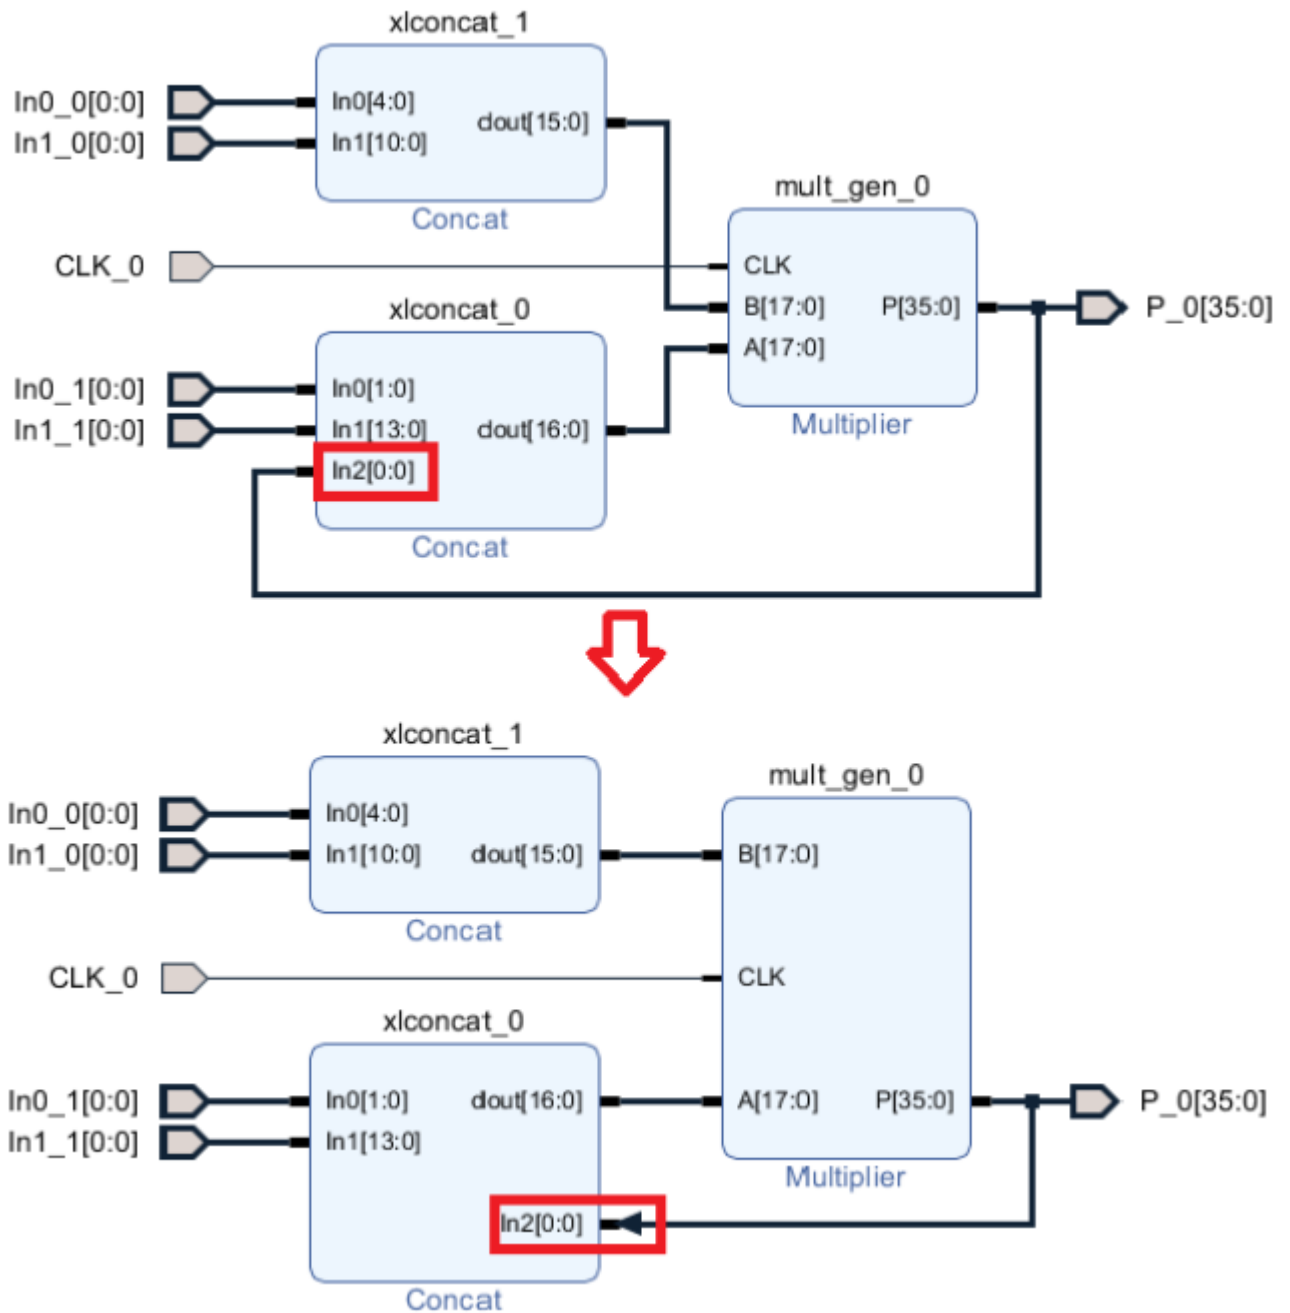 xlconcat_1
In0_0[0:0]
In1_0[0:0]
In0[4:0]
In1[10:0]
dout[15:0]
Concat
CLK_0
mult_gen_0
CLK
B[17:0]
A[17:0]
P[35:0]
Multiplier
P_0[35:0]
xlconcat_0
In0_1[0:0]
In1_1[0:0]
In0[1:0]
In1[13:0]
In2[0:0]
dout[16:0]
Concat
xlconcat_1
In0_0[0:0]
In1_0[0:0]
In0[4:0]
In1[10:0]
dout[15:0]
Concat
mult_gen_0
B[17:0]
CLK
A[17:0]
P[35:0]
Multiplier
P_0[35:0]
CLK_0
xlconcat_0
In0_1[0:0]
In1_1[0:0]
In0[1:0]
In1[13:0]
dout[16:0]
In2[0:0]
Concat